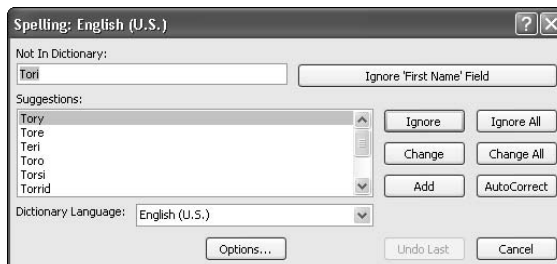 Spelling: English (U.S.)
Not In Dictionary:
Tori
Ignore 'First Name' Field
Suggestions:
Tory
Tore
Teri
Toro
Torsi
Torrid
Ignore
Ignore All
Change
Change All
Add
AutoCorrect
Dictionary Language:
English (U.S.)
Options...
Undo Last
Cancel